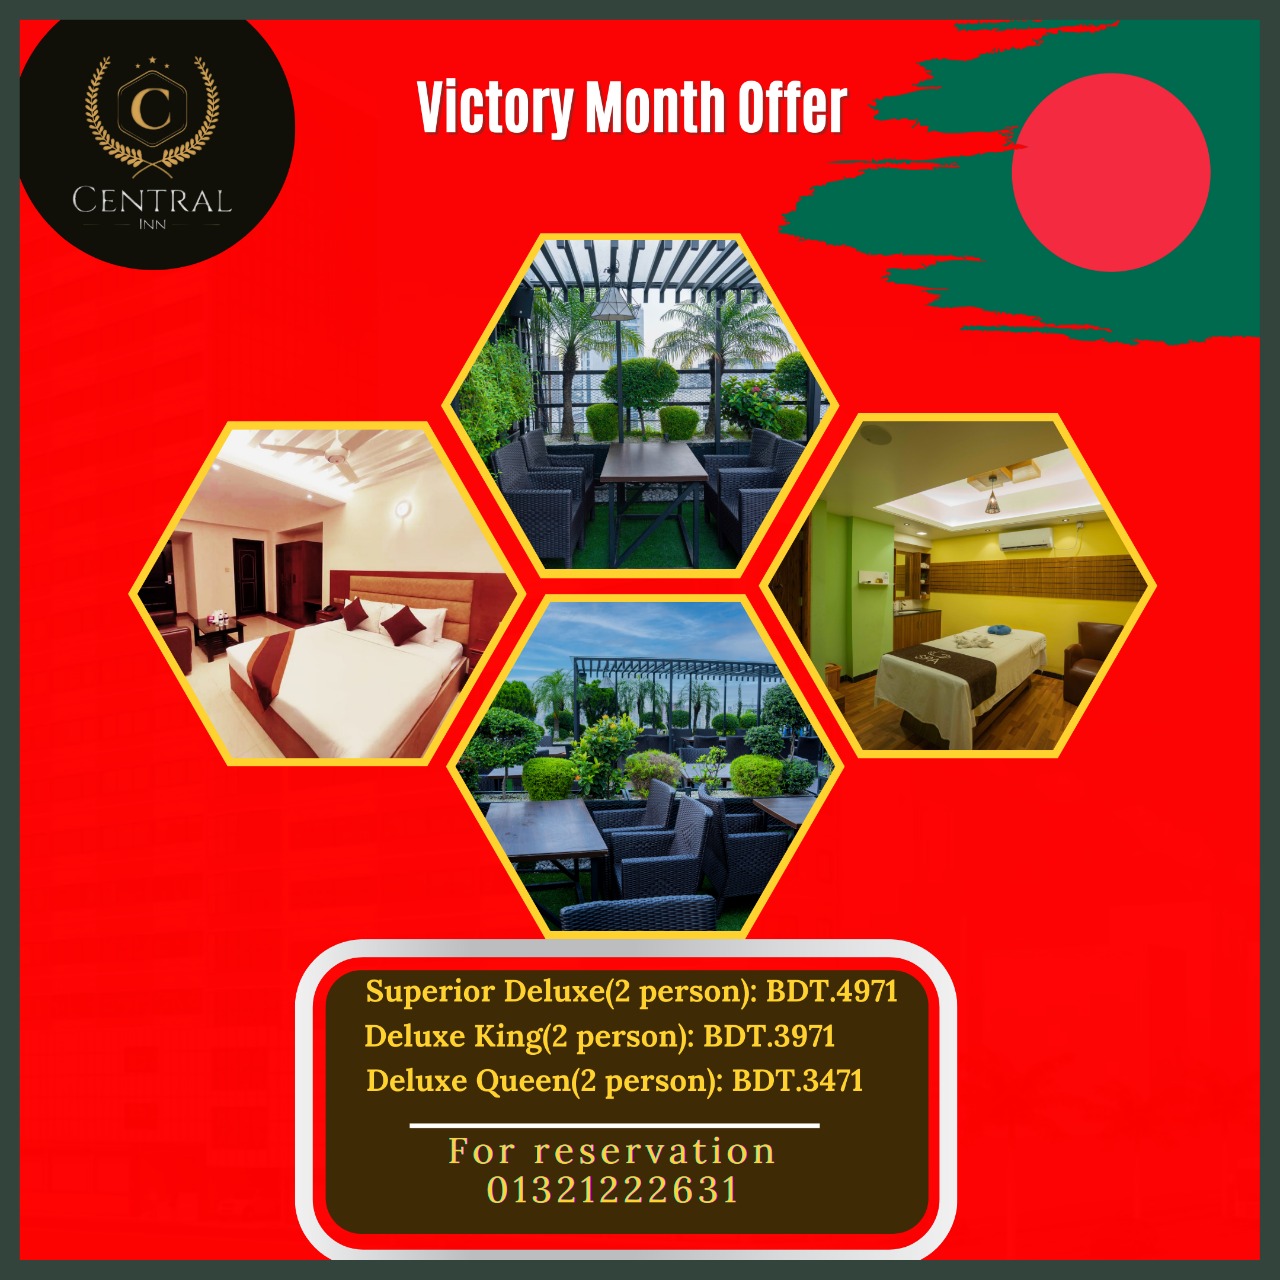 C
CENTRAL
INN
Victory Month Offer
Superior Deluxe(2 person): BDT.4971
Deluxe King(2 person): BDT.3971
Deluxe Queen(2 person): BDT.3471
For reservation
01321222631